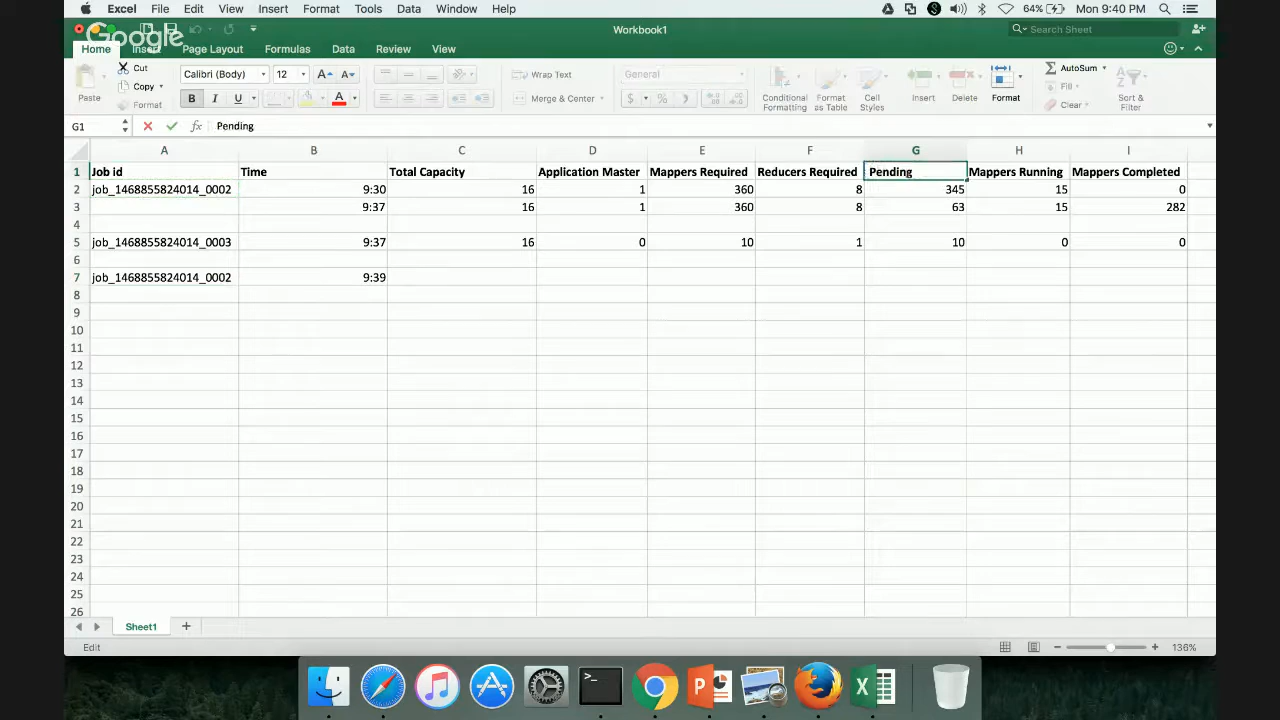 Excel File Edit View Insert Format Tools Data Window Help 64% Mon 9:40 PM
Google Workbook1 Search Sheet
Home Insert Page Layout Formulas Data Review View
Cut Calibri (Body) 12 Wrap Text General AutoSum
Paste Copy Conditional Formatting Format as Table Cell Styles Insert Delete Format Fill Sort & Filter
Format B I U A Merge & Center $ % Clear
G1 fx Pending
A B C D E F G H I
1 Job id Time Total Capacity Application Master Mappers Required Reducers Required Pending Mappers Running Mappers Completed
2 job_1468855824014_0002 9:30 16 1 360 8 345 15 0
3 9:37 16 1 360 8 63 15 282
4
5 job_1468855824014_0003 9:37 16 0 10 1 10 0 0
6
7 job_1468855824014_0002 9:39
8
9
10
11
12
13
14
15
16
17
18
19
20
21
22
23
24
25
26
Sheet1
Edit 136%